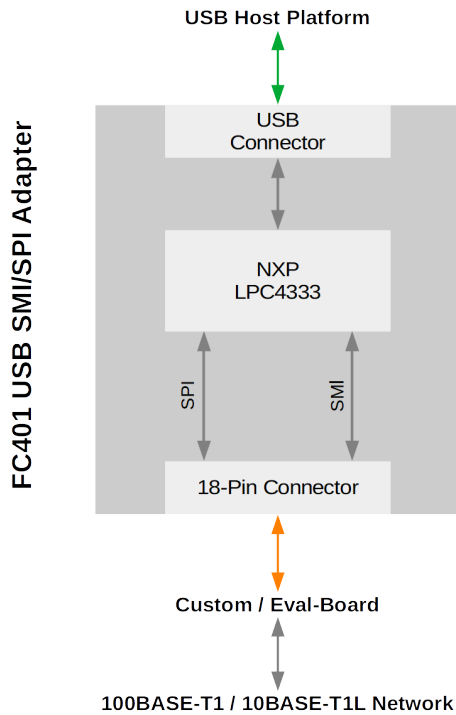 USB Host Platform
FC401 USB SMI/SPI Adapter
USB
Connector
NXP
LPC4333
SPI
SMI
18-Pin Connector
Custom / Eval-Board
100BASE-T1 / 10BASE-T1L Network